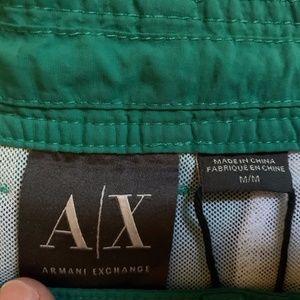 A|X
ARMANI EXCHANGE
MADE IN CHINA
FABRIQUE EN CHINE
M/M